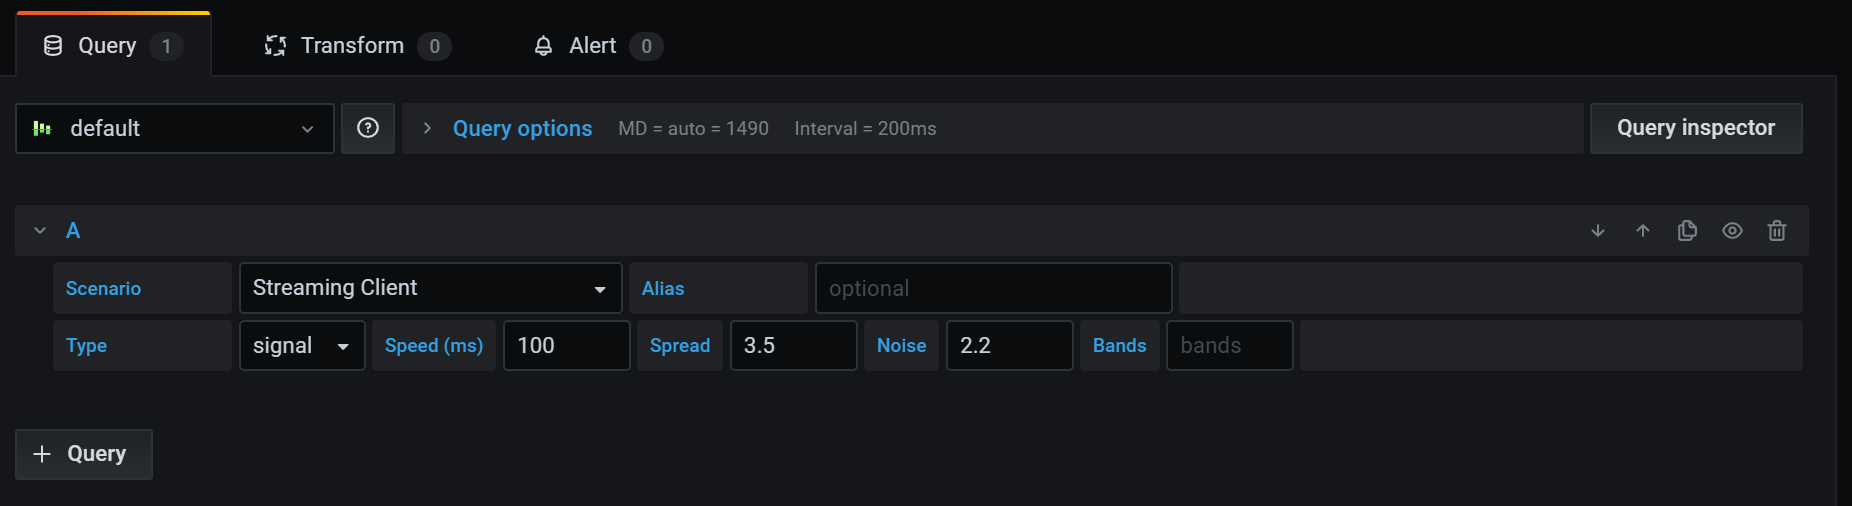 Query 1 Transform 0 Alert 0
default Query options MD = auto = 1490 Interval = 200ms Query inspector
A
Scenario Streaming Client Alias optional
Type signal Speed (ms) 100 Spread 3.5 Noise 2.2 Bands bands
+ Query